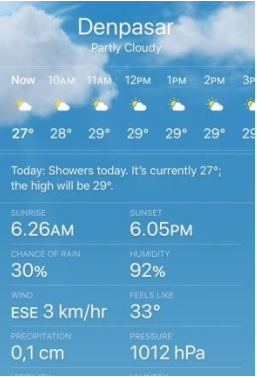 Denpasar
Partly Cloudy
Now 10AM 11AM 12PM 1PM 2PM
27° 28° 29° 29° 29° 29° 29
Today: Showers today. It's currently 27°;
the high will be 29°.
SUNRISE SUNSET
6.26AM 6.05PM
CHANCE OF RAIN HUMIDITY
30% 92%
WIND FEELS LIKE
ESE 3 km/hr 33°
PRECIPITATION PRESSURE
0,1 cm 1012 hPa